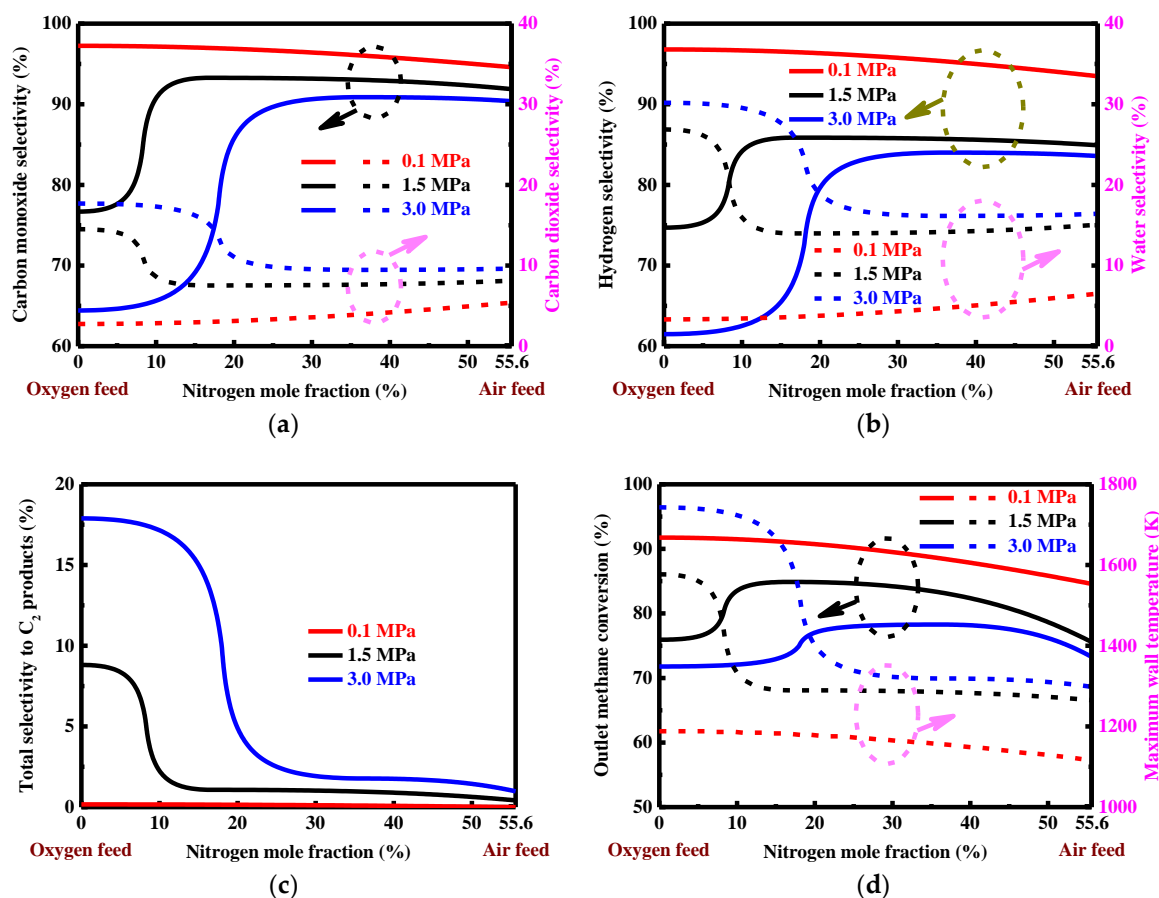 100
90
80
70
60
40
30
20
10
0
Carbon monoxide selectivity (%)
Carbon dioxide selectivity (%)
0.1 MPa
1.5 MPa
3.0 MPa
0 10 20 30 40 50 55.6
Oxygen feed Nitrogen mole fraction (%) Air feed
(a)
100
90
80
70
60
40
30
20
10
0
Hydrogen selectivity (%)
Water selectivity (%)
0.1 MPa
1.5 MPa
3.0 MPa
0.1 MPa
1.5 MPa
3.0 MPa
0 10 20 30 40 50 55.6
Oxygen feed Nitrogen mole fraction (%) Air feed
(b)
20
15
10
5
0
Total selectivity to C2 products (%)
0.1 MPa
1.5 MPa
3.0 MPa
0 10 20 30 40 50 55.6
Oxygen feed Nitrogen mole fraction (%) Air feed
(c)
100
90
80
70
60
50
1800
1600
1400
1200
1000
Outlet methane conversion (%)
Maximum wall temperature (K)
0.1 MPa
1.5 MPa
3.0 MPa
0 10 20 30 40 50 55.6
Oxygen feed Nitrogen mole fraction (%) Air feed
(d)